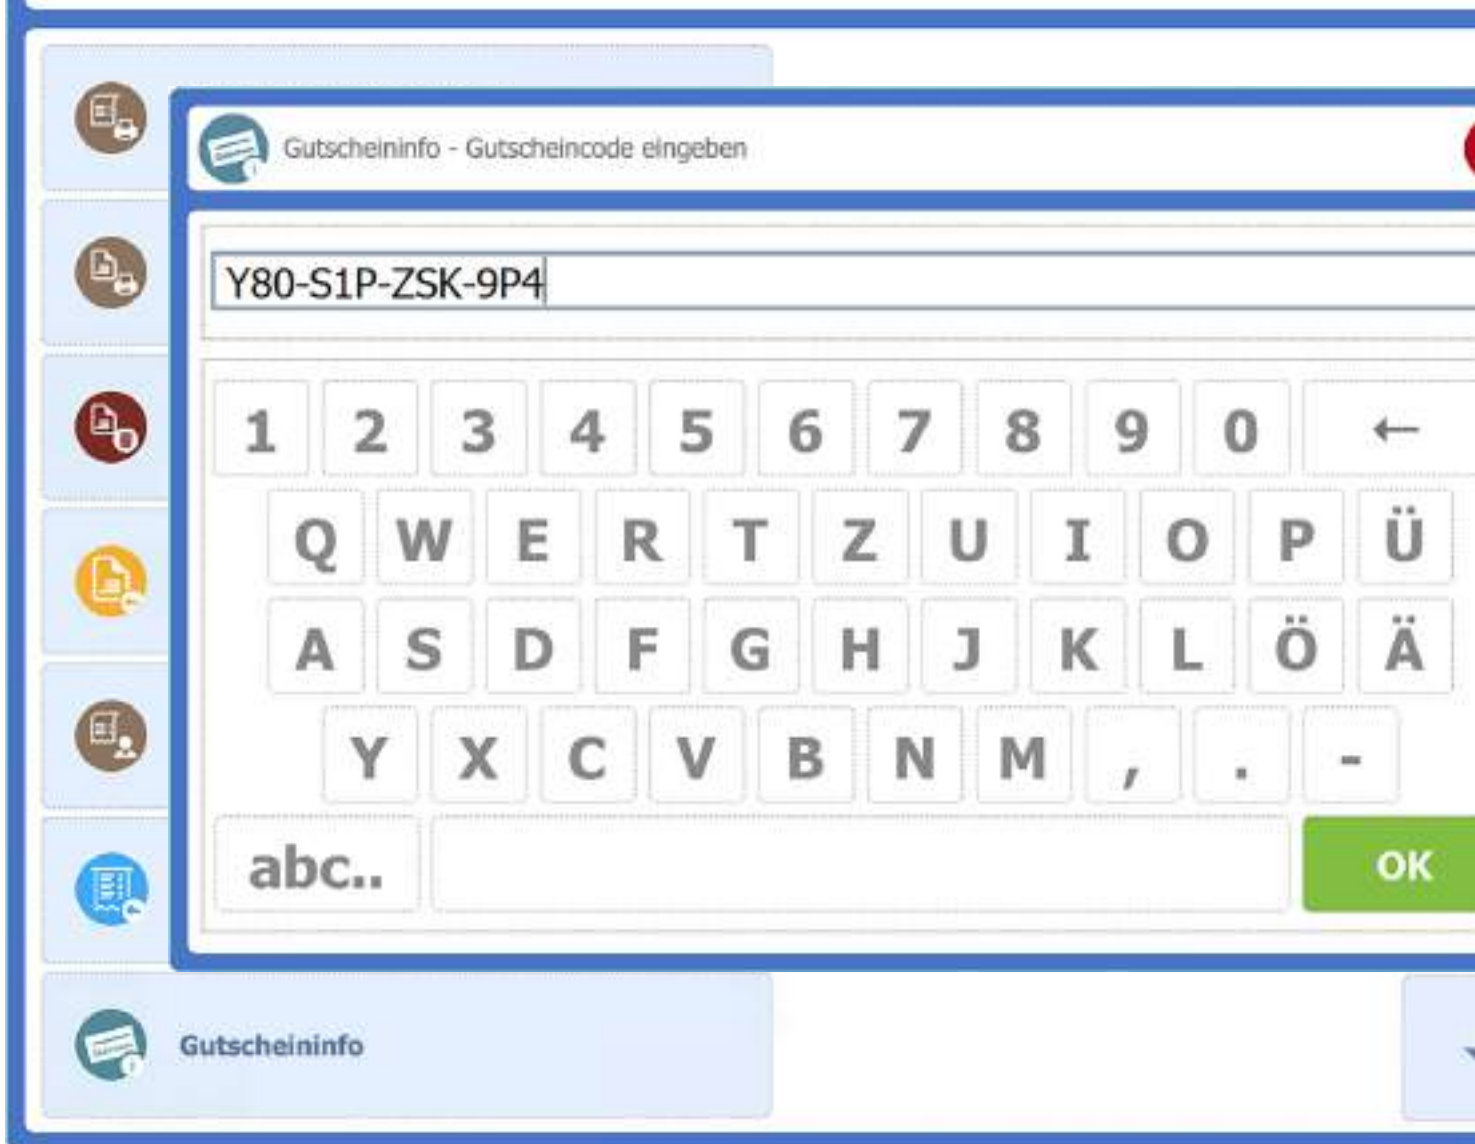 Gutscheininfo - Gutscheincode eingeben
Y80-S1P-ZSK-9P4
1 2 3 4 5 6 7 8 9 0 ←
Q W E R T Z U I O P Ü
A S D F G H J K L Ö Ä
Y X C V B N M , . -
abc.. OK
Gutscheininfo